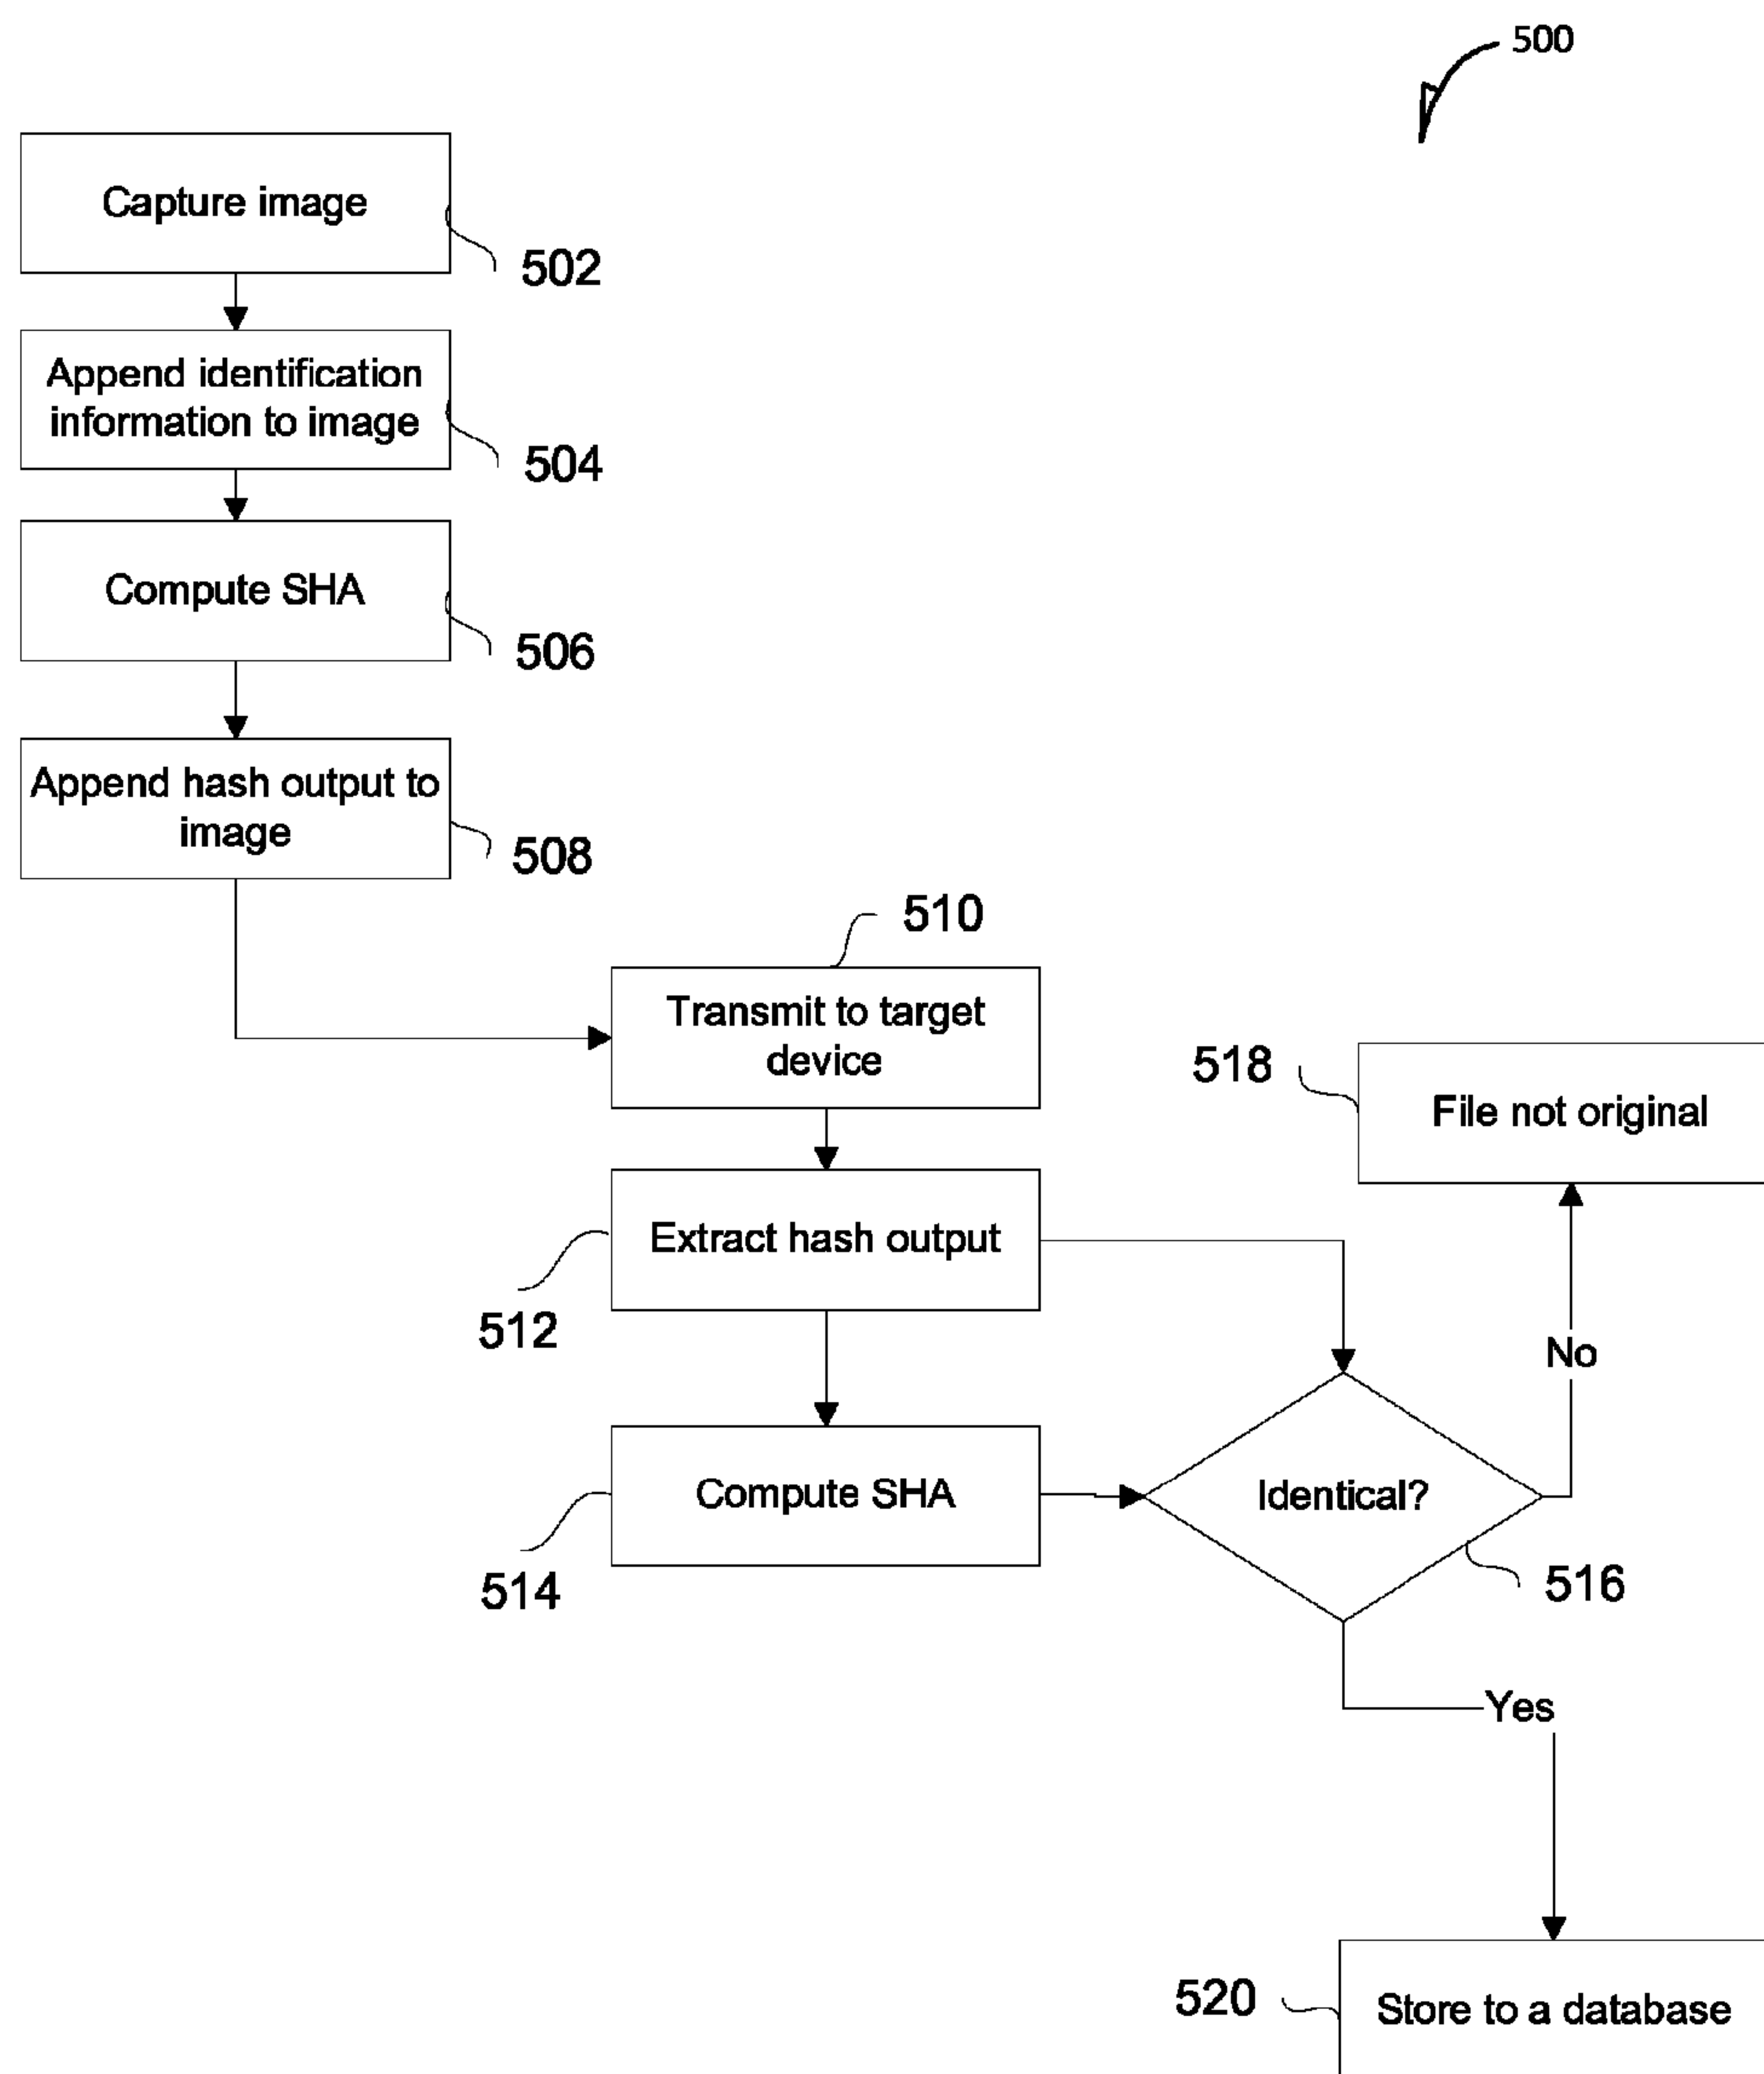 500
Capture image
502
Append identification
information to image
504
Compute SHA
506
Append hash output to
image
508
510
Transmit to target
device
518
File not original
Extract hash output
512
No
Compute SHA
514
Identical?
516
Yes
520
Store to a database